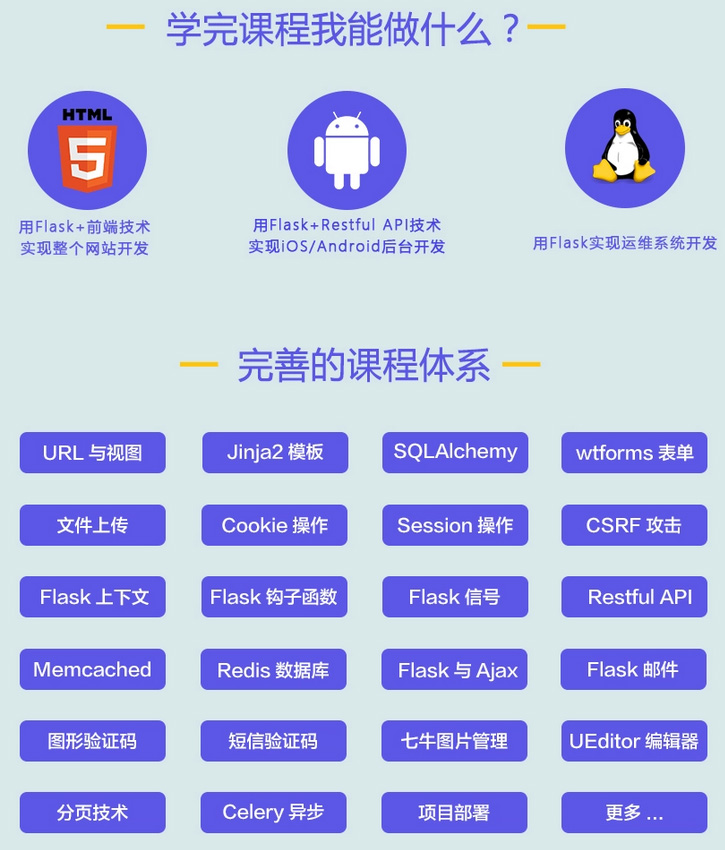 学完课程我能做什么？
HTML
5
用Flask+前端技术
实现整个网站开发
用Flask+Restful API技术
实现iOS/Android后台开发
用Flask实现运维系统开发
完善的课程体系
URL 与视图
Jinja2 模板
SQLAlchemy
wtforms 表单
文件上传
Cookie 操作
Session 操作
CSRF 攻击
Flask 上下文
Flask 钩子函数
Flask 信号
Restful API
Memcached
Redis 数据库
Flask 与 Ajax
Flask 邮件
图形验证码
短信验证码
七牛图片管理
UEditor 编辑器
分页技术
Celery 异步
项目部署
更多 ...